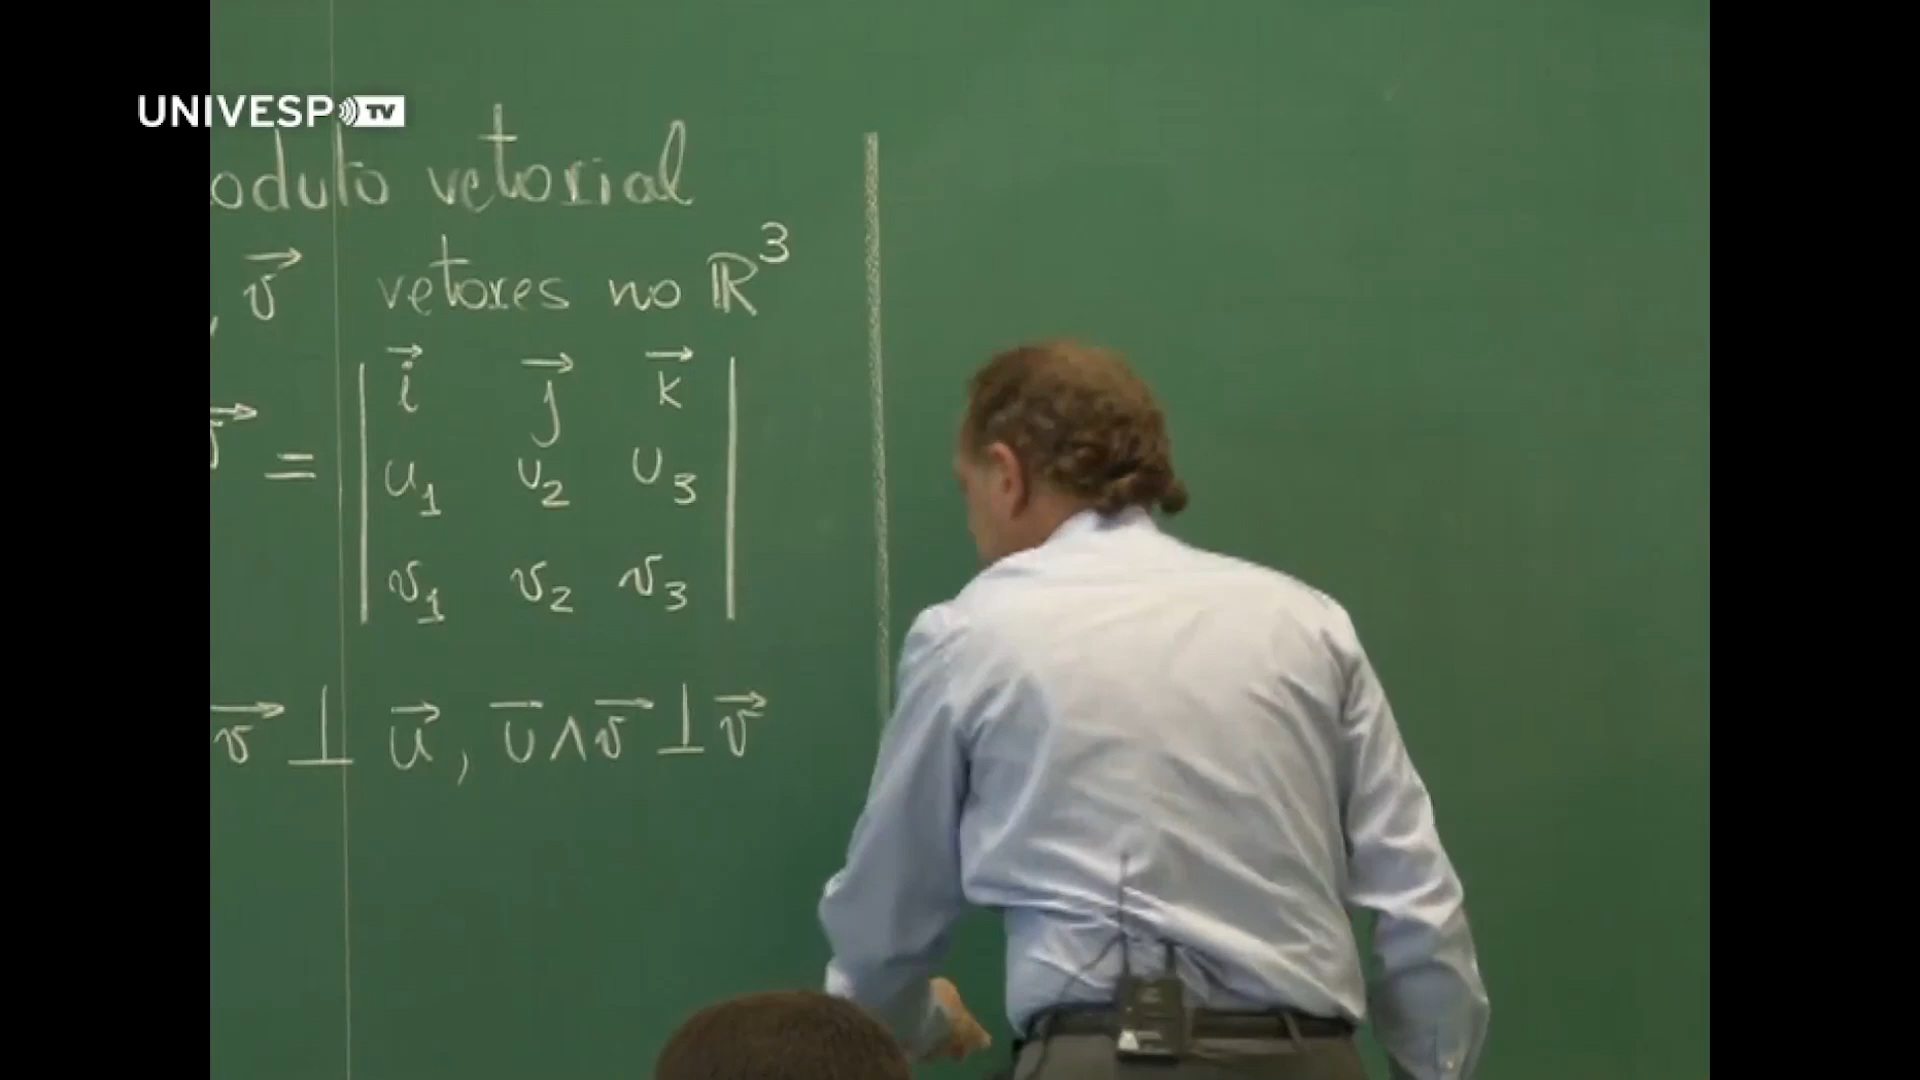 UNIVESP TV
oduto vetorial
, v⃗ vetores no ℝ³
v⃗ = | i⃗ j⃗ k⃗ |
u₁ u₂ u₃
v₁ v₂ v₃
v⃗ ⊥ u⃗, u∧v⃗ ⊥ v⃗